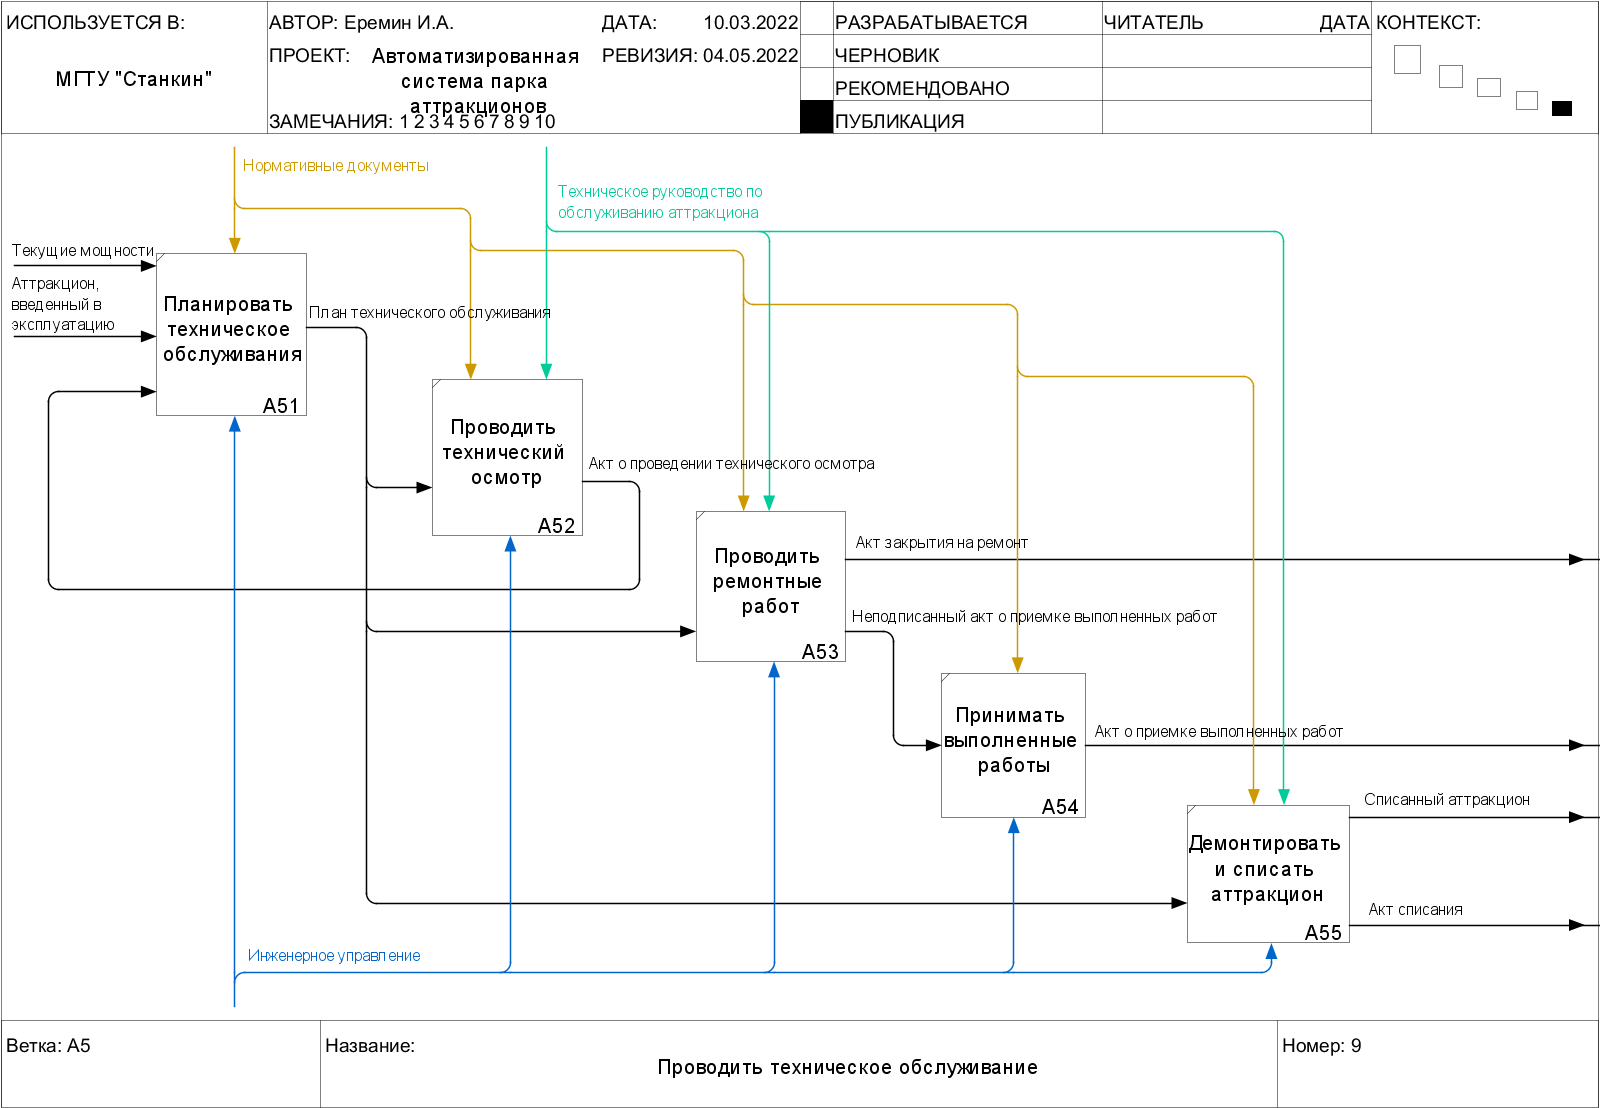 ИСПОЛЬЗУЕТСЯ В:
МГТУ "Станкин"
АВТОР: Еремин И.А.
ДАТА: 10.03.2022
ПРОЕКТ: Автоматизированная
система парка
аттракционов
РЕВИЗИЯ: 04.05.2022
ЗАМЕЧАНИЯ: 1 2 3 4 5 6 7 8 9 10
РАЗРАБАТЫВАЕТСЯ
ЧЕРНОВИК
РЕКОМЕНДОВАНО
ПУБЛИКАЦИЯ
ЧИТАТЕЛЬ
ДАТА
КОНТЕКСТ:
Нормативные документы
Техническое руководство по
обслуживанию аттракциона
Текущие мощности
Аттракцион,
введенный в
эксплуатацию
Планировать
техническое
обслуживания
A51
План технического обслуживания
Проводить
технический
осмотр
A52
Акт о проведении технического осмотра
Проводить
ремонтные
работ
A53
Акт закрытия на ремонт
Неподписанный акт о приемке выполненных работ
Принимать
выполненные
работы
A54
Акт о приемке выполненных работ
Демонтировать
и списать
аттракцион
A55
Списанный аттракцион
Акт списания
Инженерное управление
Ветка: A5
Название:
Проводить техническое обслуживание
Номер: 9